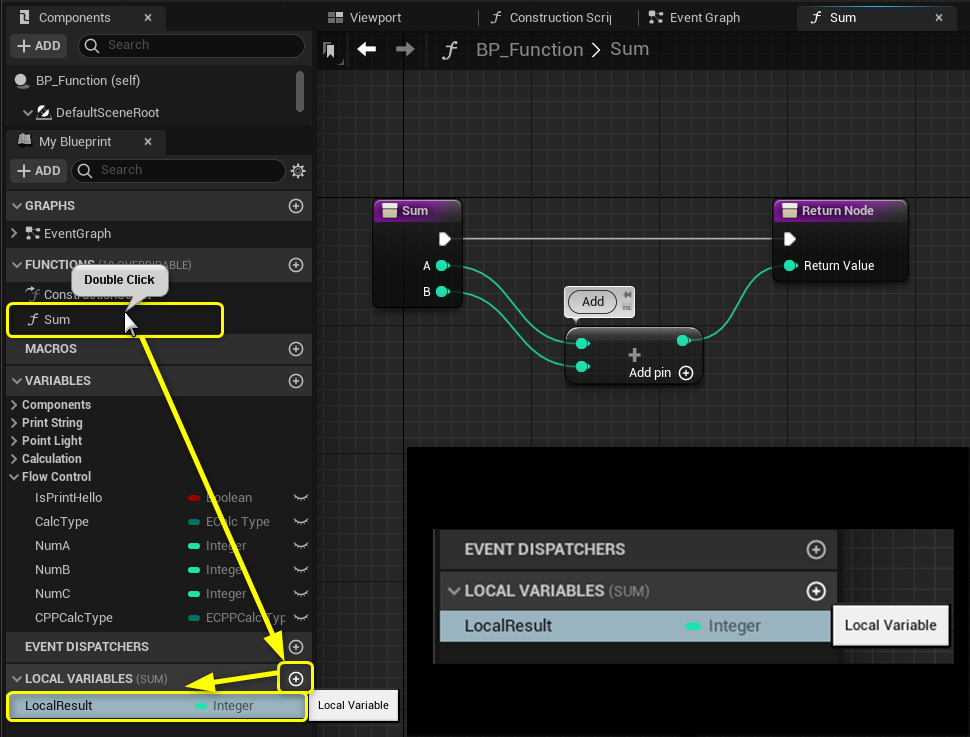 Components
Viewport
Construction Scrip
Event Graph
Sum
ADD
Search
BP_Function
Sum
BP_Function (self)
DefaultSceneRoot
My Blueprint
ADD
Search
GRAPHS
EventGraph
FUNCTIONS (19 OVERRIDABLE)
Double Click
Sum
MACROS
VARIABLES
Components
Print String
Point Light
Calculation
Flow Control
IsPrintHello Boolean
CalcType ECalc Type
NumA Integer
NumB Integer
NumC Integer
CPPCalcType ECPPCalcTyp
EVENT DISPATCHERS
LOCAL VARIABLES (SUM)
LocalResult Integer
Local Variable
Sum
A
B
Add
Add pin
Return Node
Return Value
EVENT DISPATCHERS
LOCAL VARIABLES (SUM)
LocalResult Integer
Local Variable